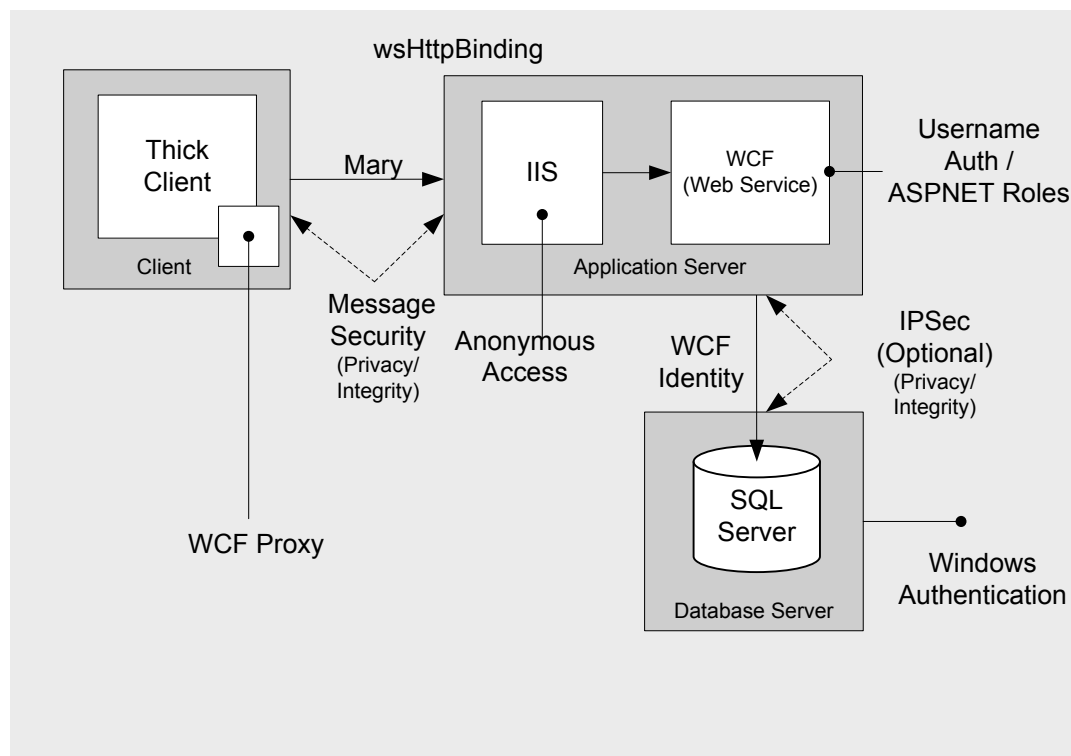 wsHttpBinding
Thick
Client
Client
WCF Proxy
Mary
Message
Security
(Privacy/
Integrity)
IIS
Anonymous
Access
WCF
(Web Service)
Application Server
Username
Auth /
ASPNET Roles
WCF
Identity
IPSec
(Optional)
(Privacy/
Integrity)
SQL
Server
Database Server
Windows
Authentication